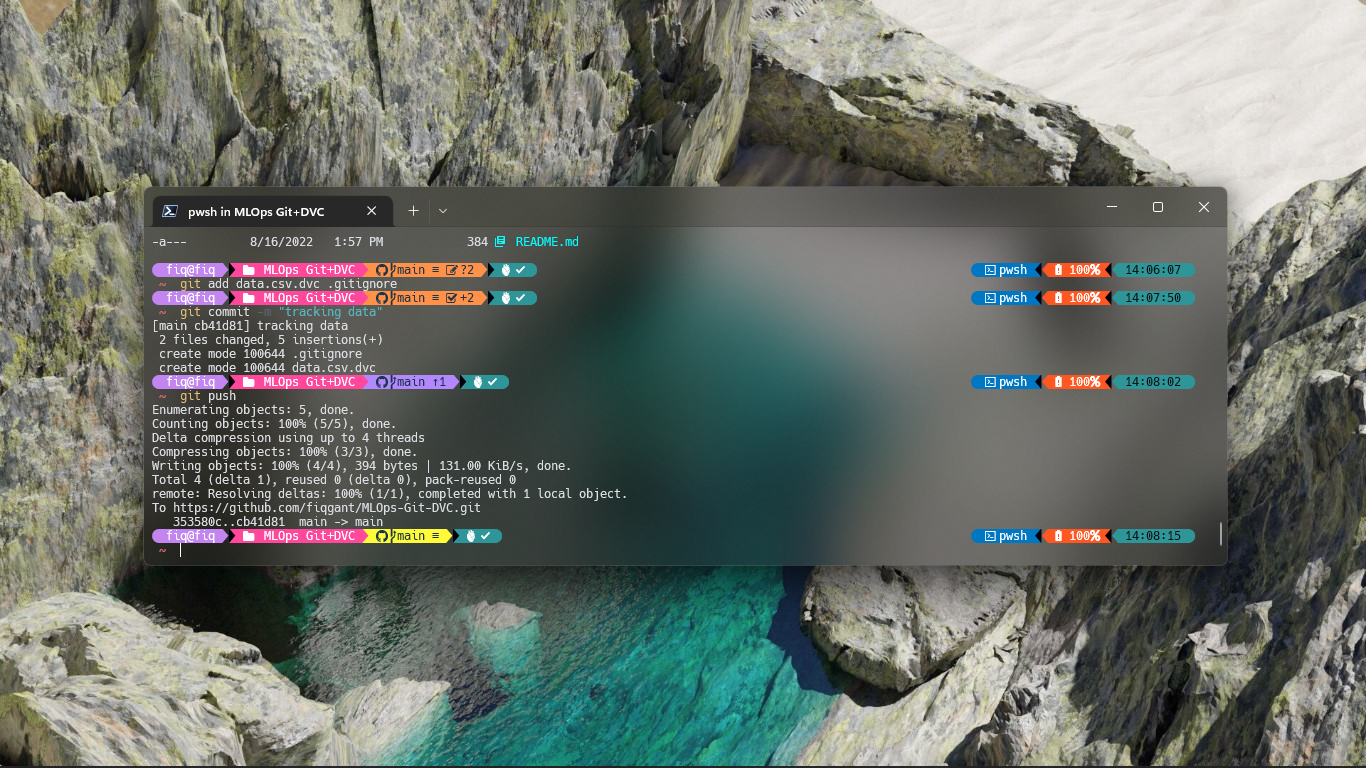 pwsh in MLOps Git+DVC
-a--- 8/16/2022 1:57 PM 384 README.md
fiq@fiq MLOps Git+DVC main ≡ ?2 pwsh 100% 14:06:07
~ git add data.csv.dvc .gitignore
fiq@fiq MLOps Git+DVC main ≡ +2 pwsh 100% 14:07:50
~ git commit -m "tracking data"
[main cb41d81] tracking data
2 files changed, 5 insertions(+)
create mode 100644 .gitignore
create mode 100644 data.csv.dvc
fiq@fiq MLOps Git+DVC main ↑1 pwsh 100% 14:08:02
~ git push
Enumerating objects: 5, done.
Counting objects: 100% (5/5), done.
Delta compression using up to 4 threads
Compressing objects: 100% (3/3), done.
Writing objects: 100% (4/4), 394 bytes | 131.00 KiB/s, done.
Total 4 (delta 1), reused 0 (delta 0), pack-reused 0
remote: Resolving deltas: 100% (1/1), completed with 1 local object.
To https://github.com/fiqgant/MLOps-Git-DVC.git
353580c..cb41d81 main -> main
fiq@fiq MLOps Git+DVC main ≡ pwsh 100% 14:08:15
~